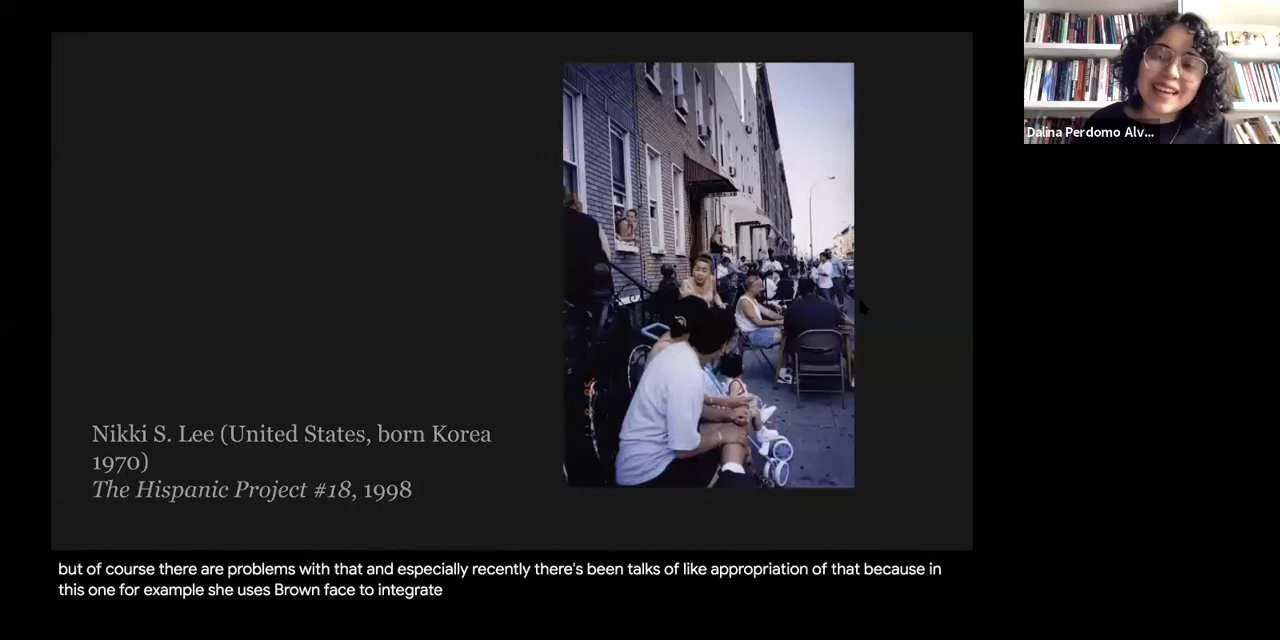 Dalina Perdomo Alv...
Nikki S. Lee (United States, born Korea
1970)
The Hispanic Project #18, 1998
but of course there are problems with that and especially recently there's been talks of like appropriation of that because in
this one for example she uses Brown face to integrate